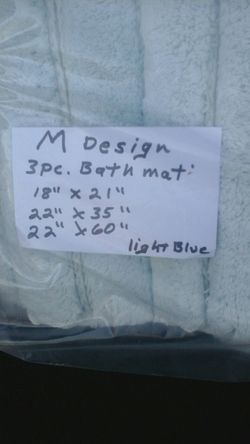 M Design
3pc. Bath mat:
18" x 21"
22" x 35"
22" x 60"
light Blue